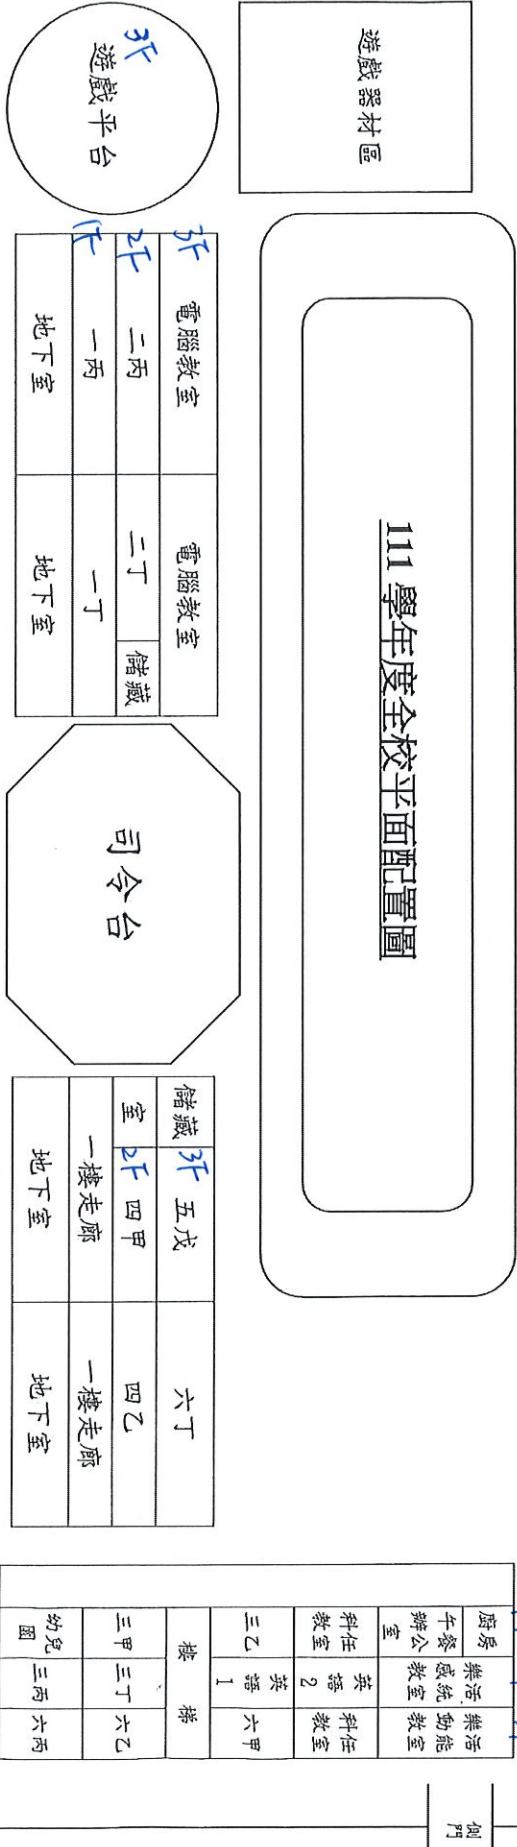 遊戲器材區
3F
遊戲平台
111 學年度全校平面配置圖
3F 電腦教室 電腦教室
2F 二丙 二丁 儲藏
1F 一丙 一丁
地下室 地下室
司令台
儲藏 3F 五戊 六丁
室 2F 四甲 四乙
一樓走廊 一樓走廊
地下室 地下室
廚房
午餐辦公室
樂活感統教室
樂活動能教室
科任教室
英語2
科任教室
三乙
英語1
六甲
樓梯
三甲 三丁 六乙
幼兒園 三丙 六丙
側門